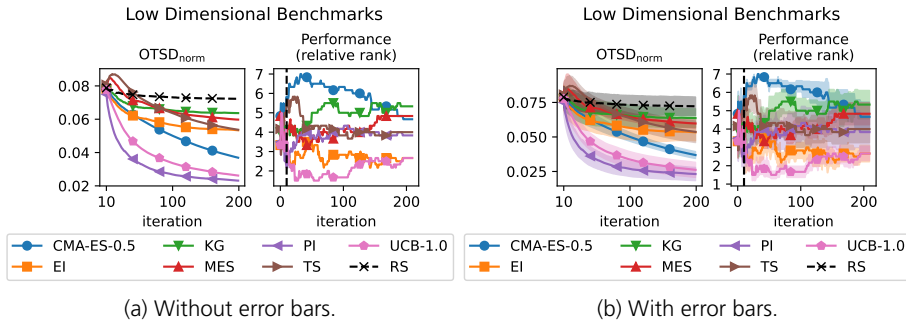 Low Dimensional Benchmarks
OTSDnorm
Performance
(relative rank)
0.08
0.06
0.04
0.02
10
100
200
iteration
7
6
5
4
3
2
0
100
200
iteration
CMA-ES-0.5
KG
PI
UCB-1.0
EI
MES
TS
RS
(a) Without error bars.
Low Dimensional Benchmarks
OTSDnorm
Performance
(relative rank)
0.075
0.050
0.025
10
100
200
iteration
7
6
5
4
3
2
1
0
100
200
iteration
CMA-ES-0.5
KG
PI
UCB-1.0
EI
MES
TS
RS
(b) With error bars.